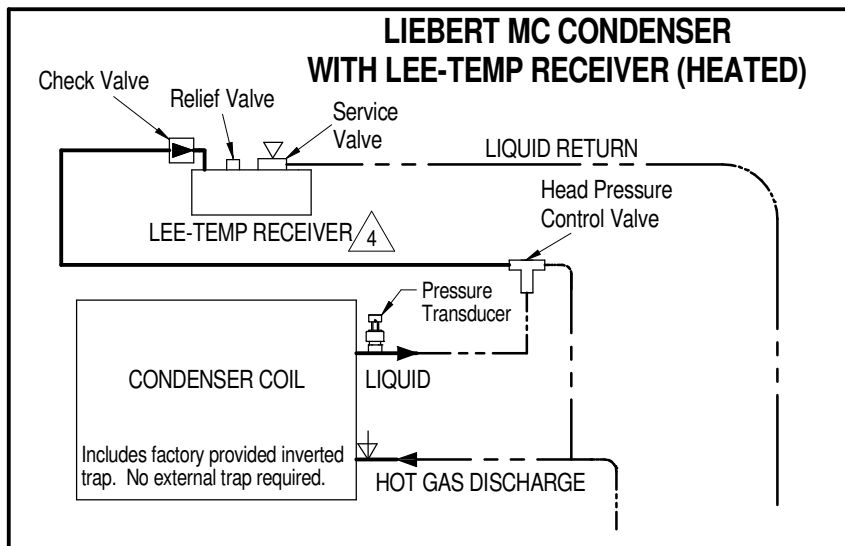 LIEBERT MC CONDENSER
WITH LEE-TEMP RECEIVER (HEATED)
Check Valve
Relief Valve
Service
Valve
LIQUID RETURN
Head Pressure
Control Valve
LEE-TEMP RECEIVER
4
Pressure
Transducer
CONDENSER COIL
LIQUID
Includes factory provided inverted
trap. No external trap required.
HOT GAS DISCHARGE